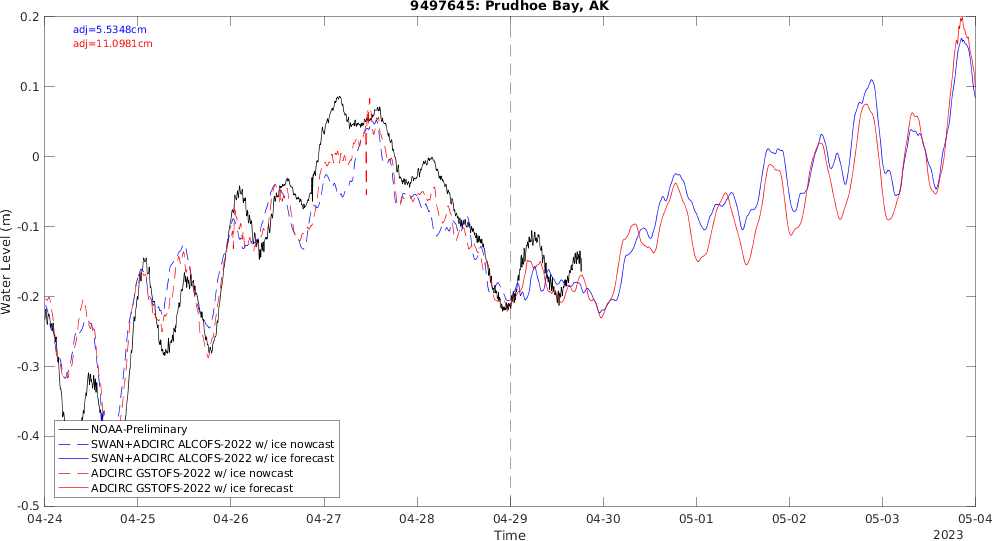 9497645: Prudhoe Bay, AK
adj=5.5348cm
adj=11.0981cm
0.2
0.1
0
-0.1
-0.2
-0.3
-0.4
-0.5
Water Level (m)
NOAA-Preliminary
SWAN+ADCIRC ALCOFS-2022 w/ ice nowcast
SWAN+ADCIRC ALCOFS-2022 w/ ice forecast
ADCIRC GSTOFS-2022 w/ ice nowcast
ADCIRC GSTOFS-2022 w/ ice forecast
04-24 04-25 04-26 04-27 04-28 04-29 04-30 05-01 05-02 05-03 05-04
Time
2023